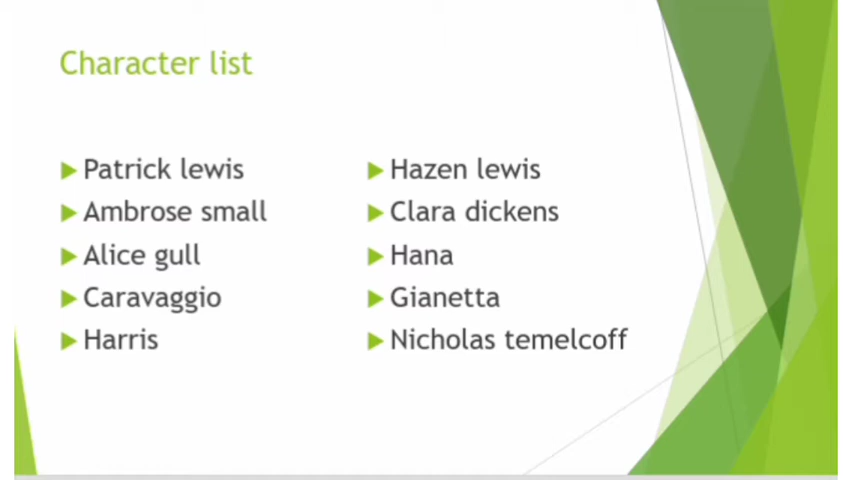 Character list
Patrick lewis
Ambrose small
Alice gull
Caravaggio
Harris
Hazen lewis
Clara dickens
Hana
Gianetta
Nicholas temelcoff